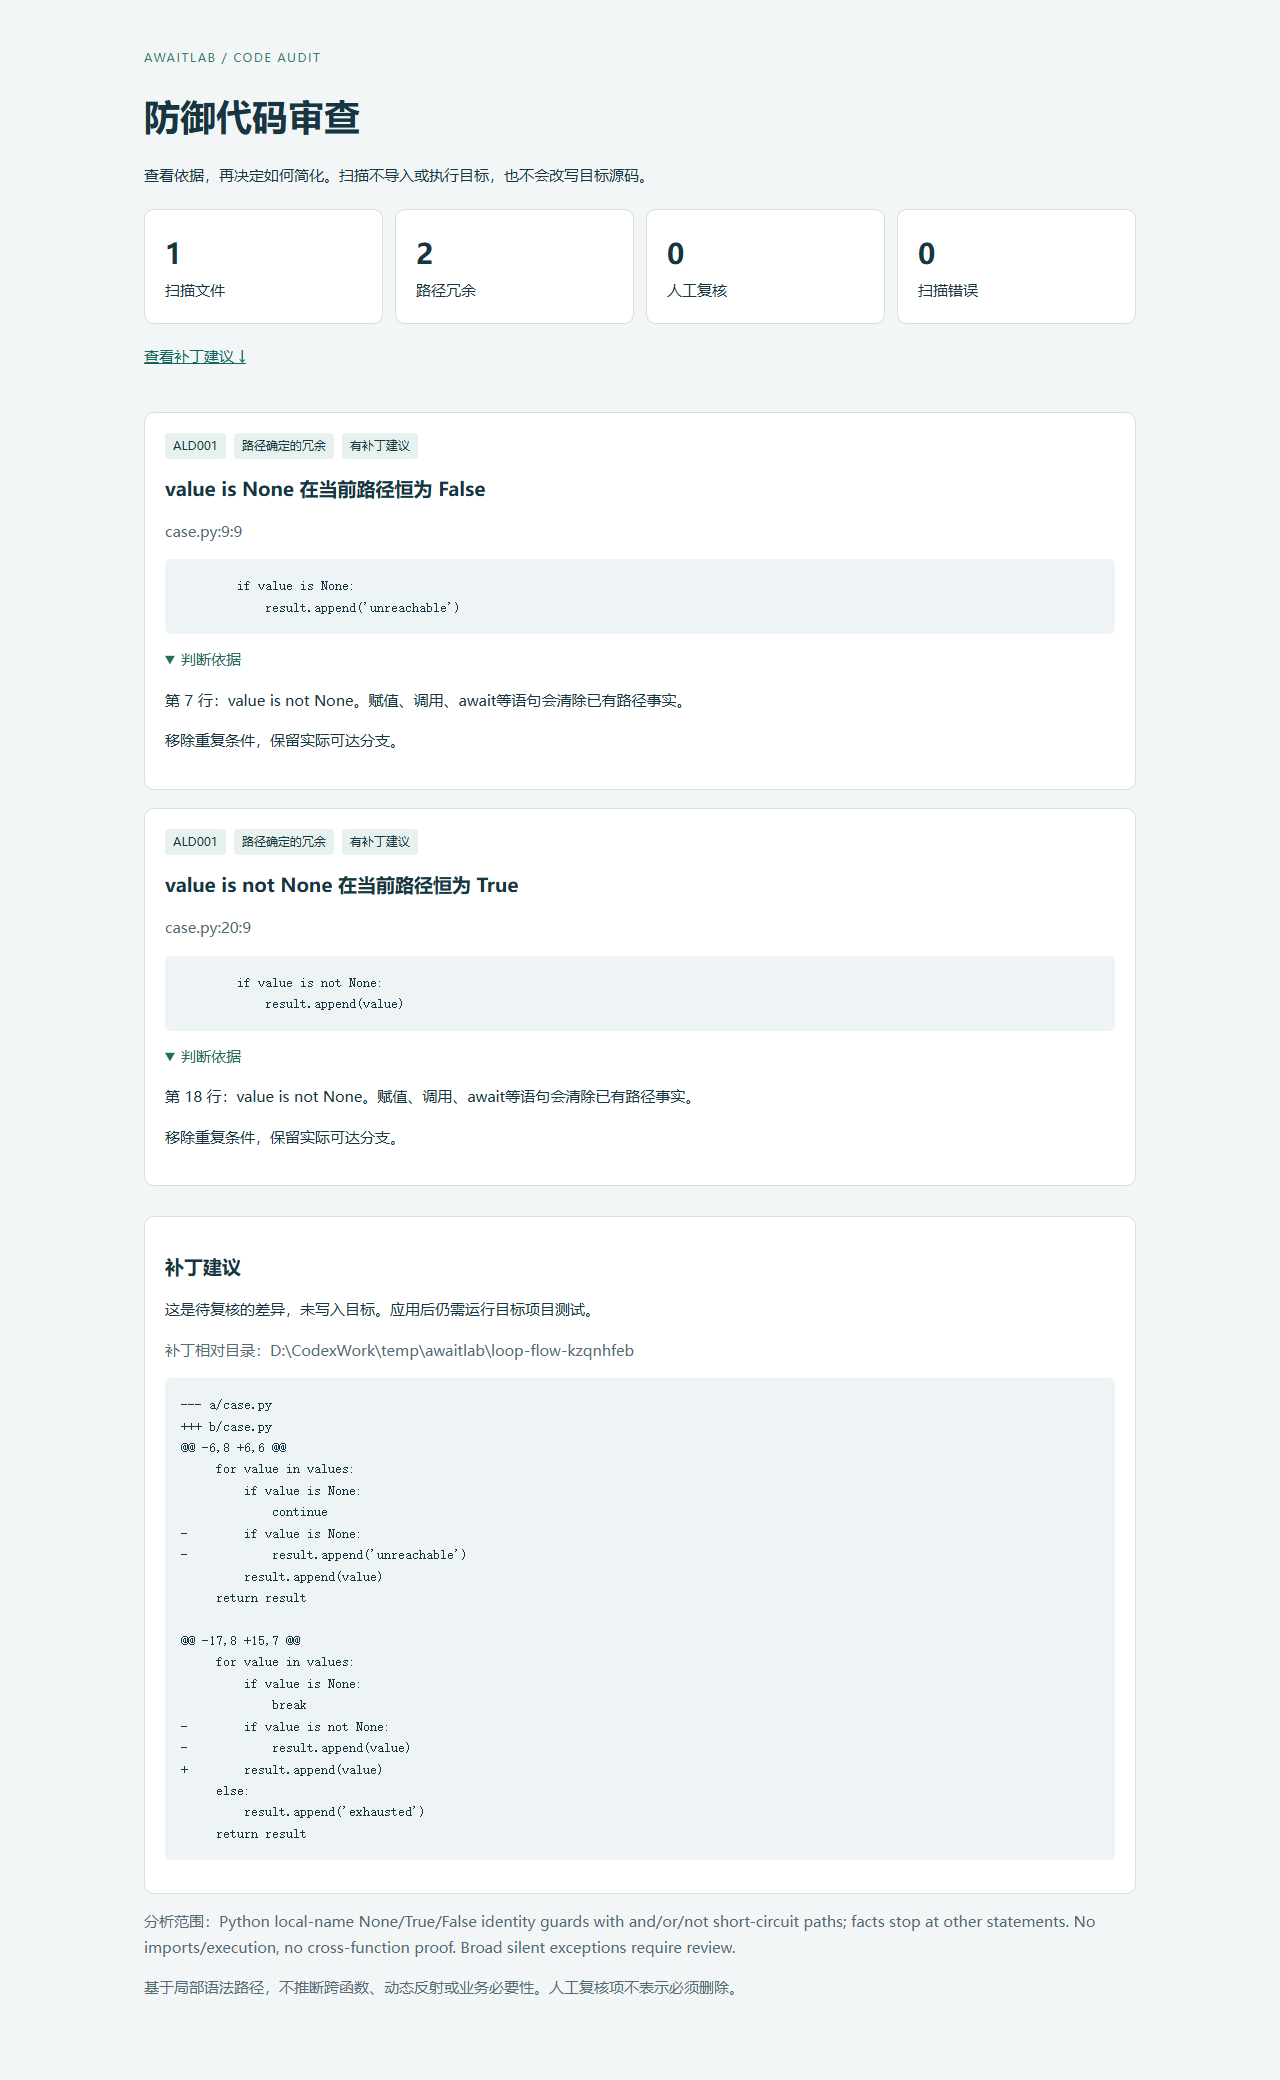 AWAITLAB / CODE AUDIT
防御代码审查
查看依据，再决定如何简化。扫描不导入或执行目标，也不会改写目标源码。
1
扫描文件
2
路径冗余
0
人工复核
0
扫描错误
查看补丁建议 ↓
ALD001 路径确定的冗余 有补丁建议
value is None 在当前路径恒为 False
case.py:9:9
        if value is None:
            result.append('unreachable')
▼ 判断依据
第 7 行：value is not None。赋值、调用、await等语句会清除已有路径事实。
移除重复条件，保留实际可达分支。
ALD001 路径确定的冗余 有补丁建议
value is not None 在当前路径恒为 True
case.py:20:9
        if value is not None:
            result.append(value)
▼ 判断依据
第 18 行：value is not None。赋值、调用、await等语句会清除已有路径事实。
移除重复条件，保留实际可达分支。
补丁建议
这是待复核的差异，未写入目标。应用后仍需运行目标项目测试。
补丁相对目录：D:\CodexWork\temp\awaitlab\loop-flow-kzqnhfeb
--- a/case.py
+++ b/case.py
@@ -6,8 +6,6 @@
     for value in values:
         if value is None:
             continue
-        if value is None:
-            result.append('unreachable')
         result.append(value)
     return result
@@ -17,8 +15,7 @@
     for value in values:
         if value is None:
             break
-        if value is not None:
-            result.append(value)
+        result.append(value)
     else:
         result.append('exhausted')
     return result
分析范围：Python local-name None/True/False identity guards with and/or/not short-circuit paths; facts stop at other statements. No
imports/execution, no cross-function proof. Broad silent exceptions require review.
基于局部语法路径，不推断跨函数、动态反射或业务必要性。人工复核项不表示必须删除。